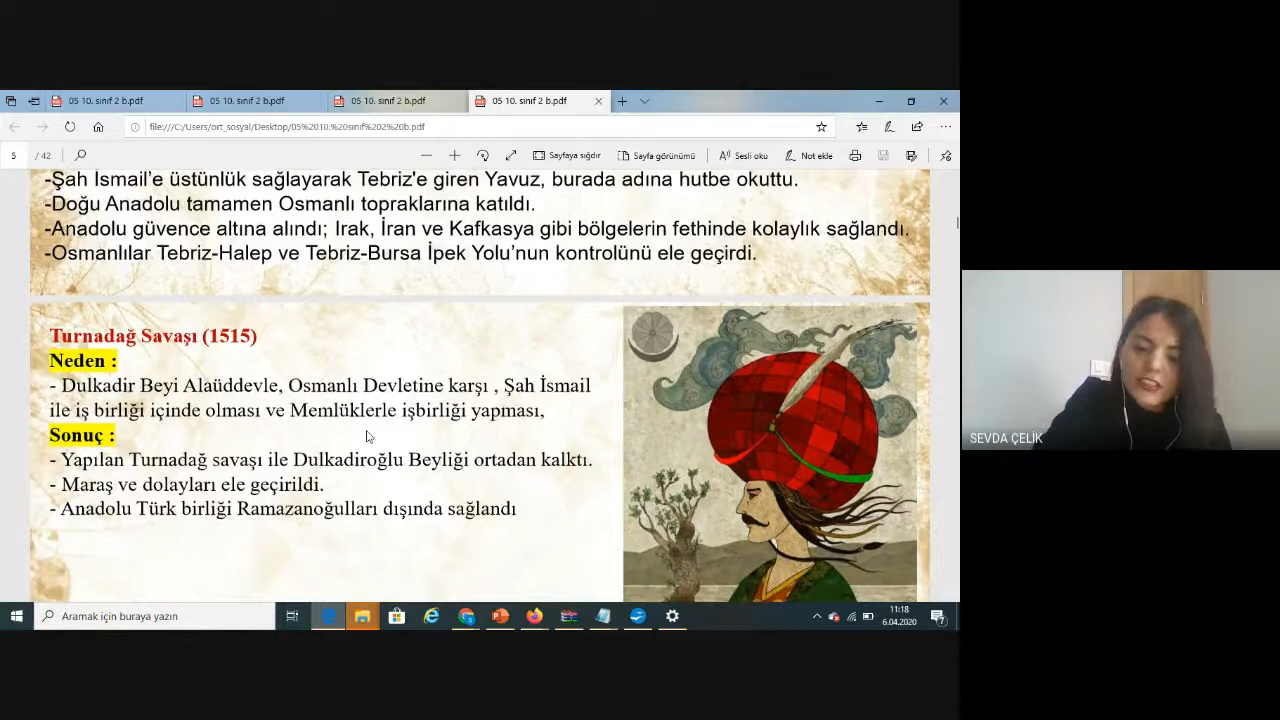 05 10. sınıf 2 b.pdf
05 10. sınıf 2 b.pdf
05 10. sınıf 2 b.pdf
05 10. sınıf 2 b.pdf
file:///C:/Users/ort_sosyal/Desktop/05%2010.%20sınıf%202%20b.pdf
5 / 42
Sayfaya sığdır
Sayfa görünümü
Sesli oku
Not ekle
-Şah İsmail’e üstünlük sağlayarak Tebriz'e giren Yavuz, burada adına hutbe okuttu.
-Doğu Anadolu tamamen Osmanlı topraklarına katıldı.
-Anadolu güvence altına alındı; Irak, İran ve Kafkasya gibi bölgelerin fethinde kolaylık sağlandı.
-Osmanlılar Tebriz-Halep ve Tebriz-Bursa İpek Yolu’nun kontrolünü ele geçirdi.
Turnadağ Savaşı (1515)
Neden :
- Dulkadir Beyi Alaüddevle, Osmanlı Devletine karşı , Şah İsmail
ile iş birliği içinde olması ve Memlüklerle işbirliği yapması,
Sonuç :
- Yapılan Turnadağ savaşı ile Dulkadiroğlu Beyliği ortadan kalktı.
- Maraş ve dolayları ele geçirildi.
- Anadolu Türk birliği Ramazanoğulları dışında sağlandı
SEVDA ÇELİK
Aramak için buraya yazın
11:18
6.04.2020
7